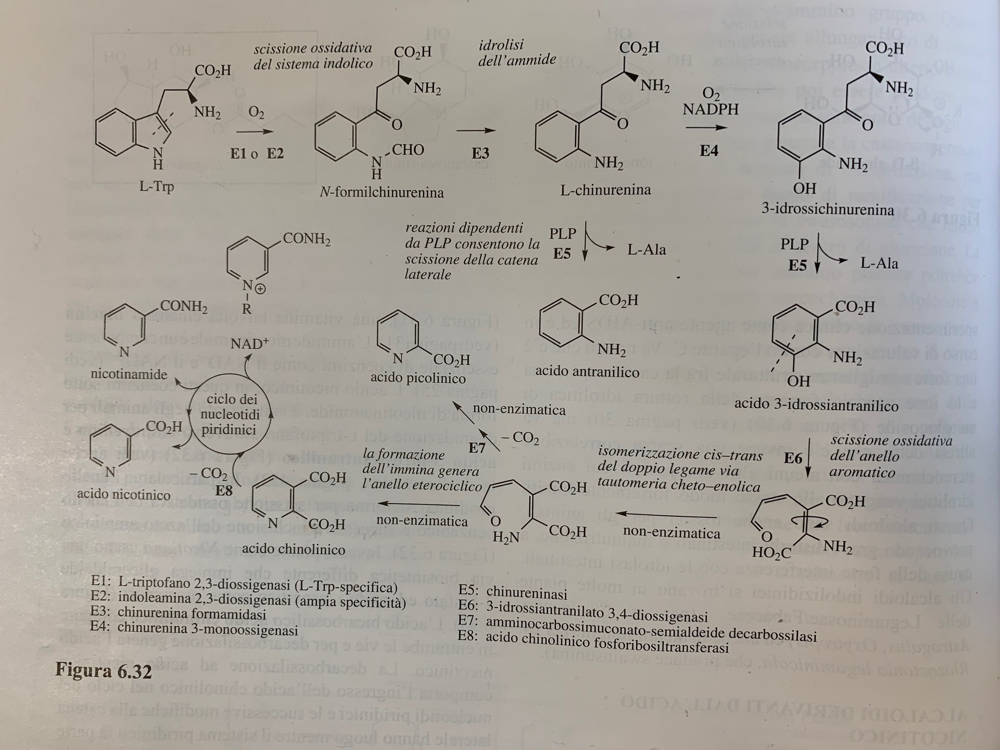 scissione ossidativa
del sistema indolico
idrolisi
dell'ammide
CO₂H
NH₂
N
H
L-Trp
O₂
E1 o E2
CO₂H
NH₂
O
CHO
N
H
N-formilchinurenina
E3
CO₂H
NH₂
O
NH₂
L-chinurenina
O₂
NADPH
E4
CO₂H
NH₂
O
NH₂
OH
3-idrossichinurenina
reazioni dipendenti
da PLP consentono la
scissione della catena
laterale
PLP
E5
L-Ala
PLP
E5
L-Ala
CONH₂
N⊕
R
NAD⁺
CONH₂
N
nicotinamide
N
CO₂H
acido picolinico
CO₂H
NH₂
acido antranilico
CO₂H
NH₂
OH
acido 3-idrossiantranilico
ciclo dei
nucleotidi
piridinici
CO₂H
N
acido nicotinico
– CO₂
E8
non-enzimatica
E7
– CO₂
la formazione
dell'immina genera
l'anello eterociclico
isomerizzazione cis–trans
del doppio legame via
tautomeria cheto–enolica
E6
scissione ossidativa
dell'anello
aromatico
CO₂H
N
CO₂H
acido chinolinico
non-enzimatica
CO₂H
O
H₂N
CO₂H
non-enzimatica
CO₂H
O
HO₂C
NH₂
E1: L-triptofano 2,3-diossigenasi (L-Trp-specifica)
E2: indoleamina 2,3-diossigenasi (ampia specificità)
E3: chinurenina formamidasi
E4: chinurenina 3-monoossigenasi
E5: chinureninasi
E6: 3-idrossiantranilato 3,4-diossigenasi
E7: amminocarbossimuconato-semialdeide decarbossilasi
E8: acido chinolinico fosforibosiltransferasi
Figura 6.32